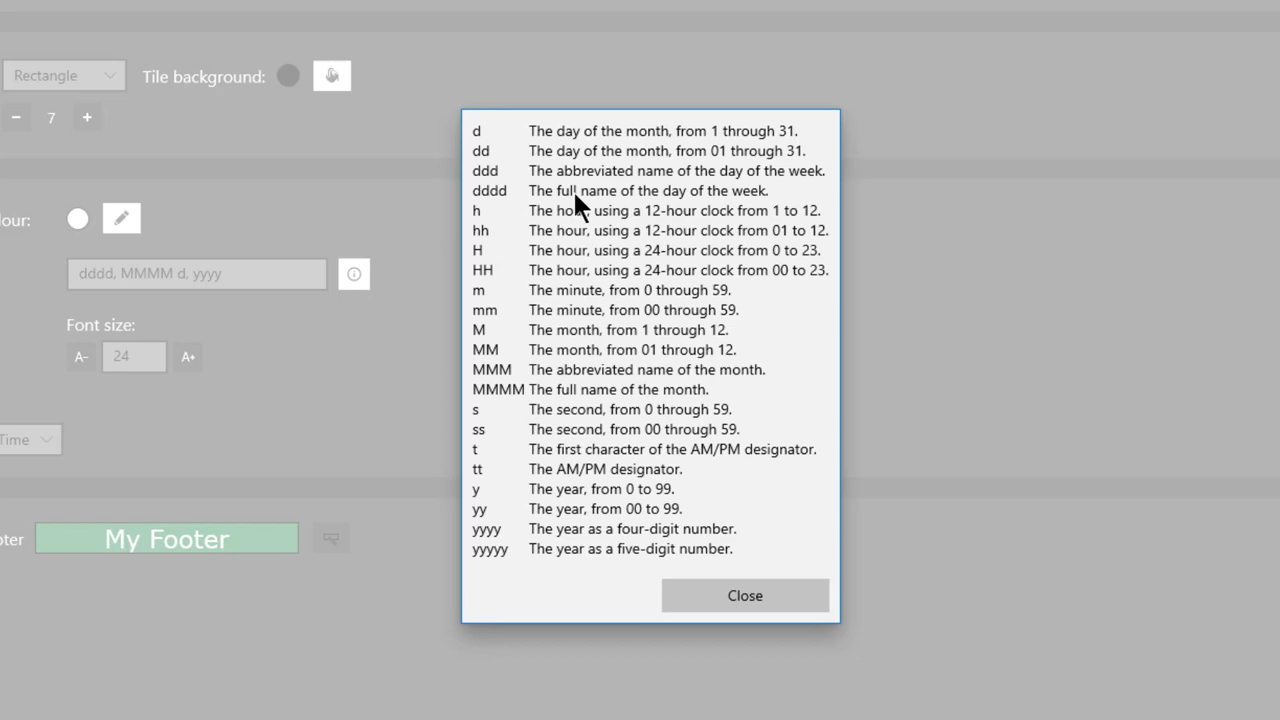 Rectangle
Tile background:
7
lour:
dddd, MMMM d, yyyy
Font size:
A-
24
A+
Time
oter
My Footer
d The day of the month, from 1 through 31.
dd The day of the month, from 01 through 31.
ddd The abbreviated name of the day of the week.
dddd The full name of the day of the week.
h The hour, using a 12-hour clock from 1 to 12.
hh The hour, using a 12-hour clock from 01 to 12.
H The hour, using a 24-hour clock from 0 to 23.
HH The hour, using a 24-hour clock from 00 to 23.
m The minute, from 0 through 59.
mm The minute, from 00 through 59.
M The month, from 1 through 12.
MM The month, from 01 through 12.
MMM The abbreviated name of the month.
MMMM The full name of the month.
s The second, from 0 through 59.
ss The second, from 00 through 59.
t The first character of the AM/PM designator.
tt The AM/PM designator.
y The year, from 0 to 99.
yy The year, from 00 to 99.
yyyy The year as a four-digit number.
yyyyy The year as a five-digit number.
Close